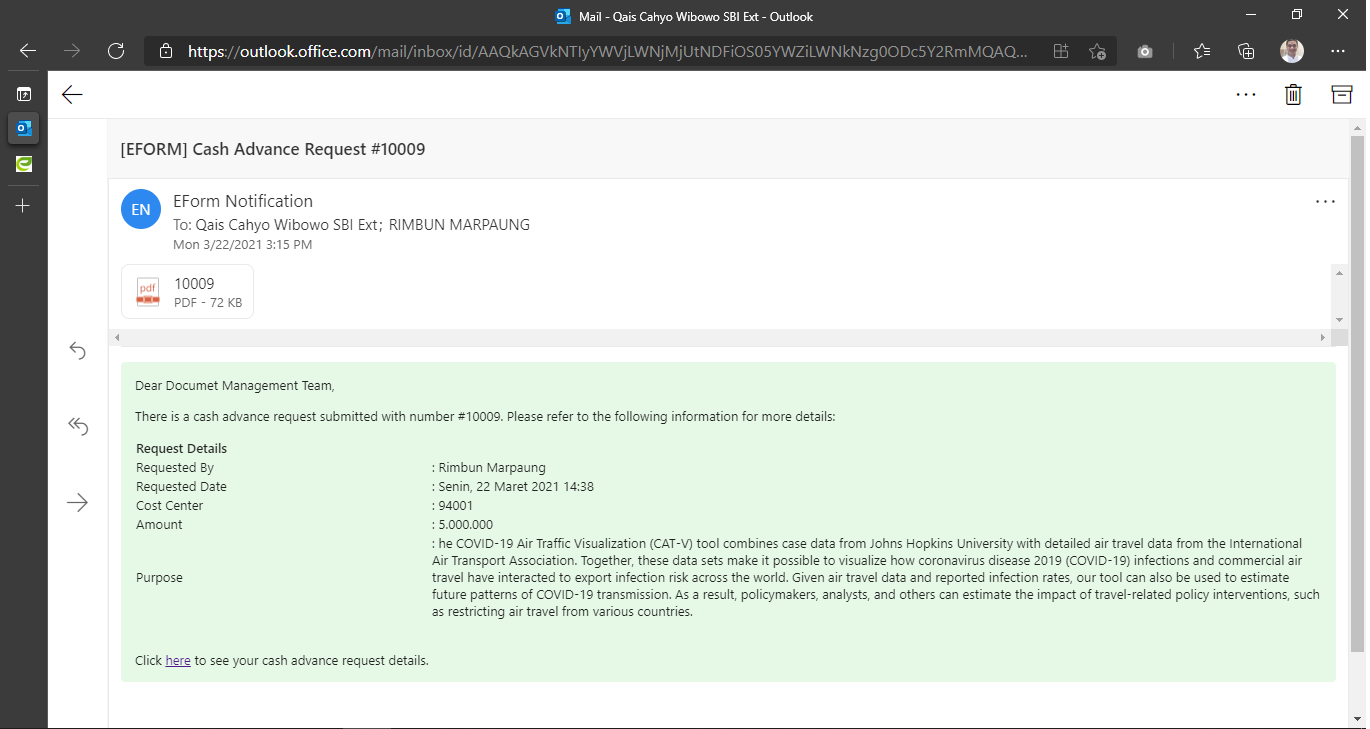 Mail - Qais Cahyo Wibowo SBI Ext - Outlook
https://outlook.office.com/mail/inbox/id/AAQkAGVkNTIyYWVjLWNjMjUtNDFiOS05YWZiLWNkNzg0ODc5Y2RmMQAQ...
[EFORM] Cash Advance Request #10009
EN
EForm Notification
To: Qais Cahyo Wibowo SBI Ext; RIMBUN MARPAUNG
Mon 3/22/2021 3:15 PM
pdf
10009
PDF - 72 KB
Dear Documet Management Team,
There is a cash advance request submitted with number #10009. Please refer to the following information for more details:
Request Details
Requested By : Rimbun Marpaung
Requested Date : Senin, 22 Maret 2021 14:38
Cost Center : 94001
Amount : 5.000.000
: he COVID-19 Air Traffic Visualization (CAT-V) tool combines case data from Johns Hopkins University with detailed air travel data from the International
Air Transport Association. Together, these data sets make it possible to visualize how coronavirus disease 2019 (COVID-19) infections and commercial air
Purpose travel have interacted to export infection risk across the world. Given air travel data and reported infection rates, our tool can also be used to estimate
future patterns of COVID-19 transmission. As a result, policymakers, analysts, and others can estimate the impact of travel-related policy interventions, such
as restricting air travel from various countries.
Click here to see your cash advance request details.